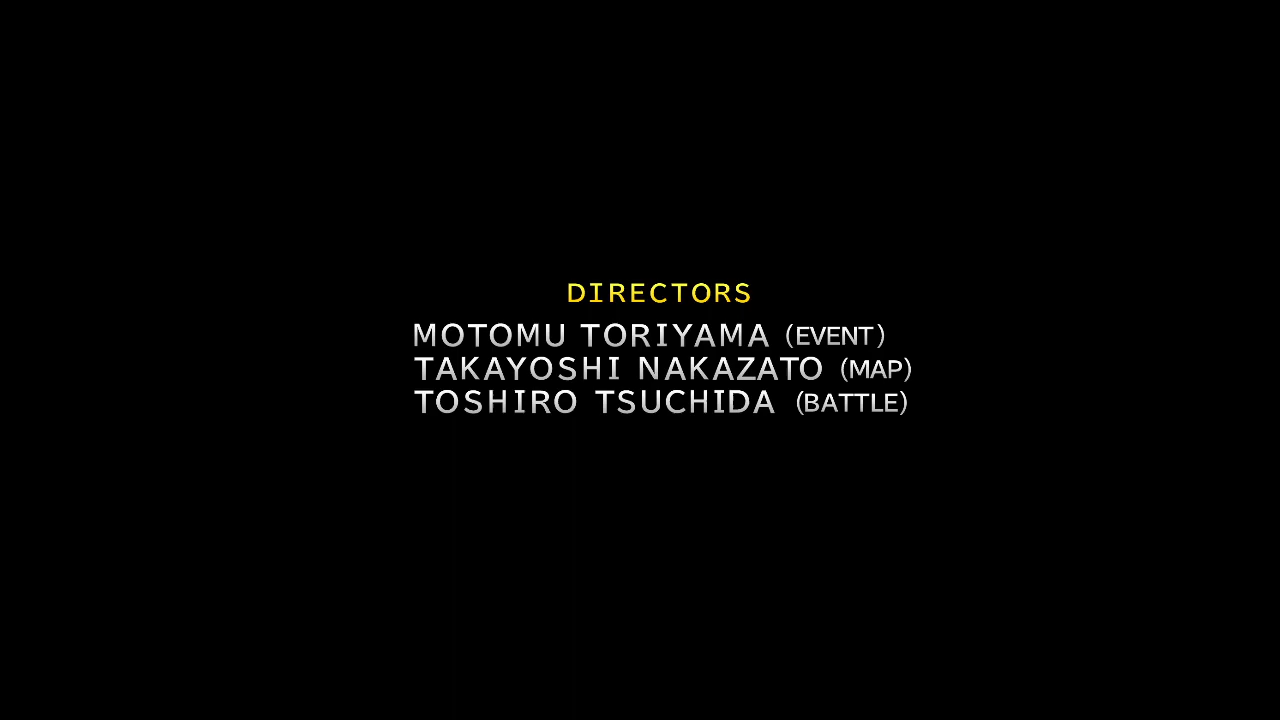 DIRECTORS
MOTOMU TORIYAMA (EVENT)
TAKAYOSHI NAKAZATO (MAP)
TOSHIRO TSUCHIDA (BATTLE)